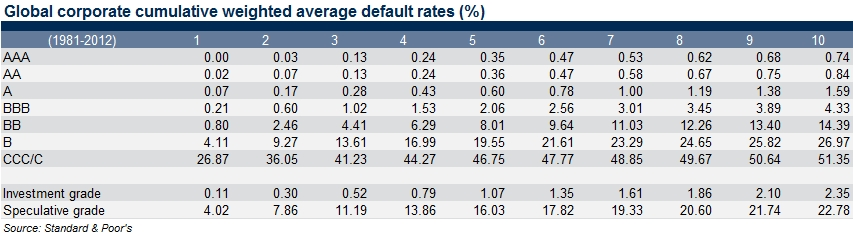 Global corporate cumulative weighted average default rates (%)
(1981-2012) 1 2 3 4 5 6 7 8 9 10
AAA 0.00 0.03 0.13 0.24 0.35 0.47 0.53 0.62 0.68 0.74
AA 0.02 0.07 0.13 0.24 0.36 0.47 0.58 0.67 0.75 0.84
A 0.07 0.17 0.28 0.43 0.60 0.78 1.00 1.19 1.38 1.59
BBB 0.21 0.60 1.02 1.53 2.06 2.56 3.01 3.45 3.89 4.33
BB 0.80 2.46 4.41 6.29 8.01 9.64 11.03 12.26 13.40 14.39
B 4.11 9.27 13.61 16.99 19.55 21.61 23.29 24.65 25.82 26.97
CCC/C 26.87 36.05 41.23 44.27 46.75 47.77 48.85 49.67 50.64 51.35
Investment grade 0.11 0.30 0.52 0.79 1.07 1.35 1.61 1.86 2.10 2.35
Speculative grade 4.02 7.86 11.19 13.86 16.03 17.82 19.33 20.60 21.74 22.78
Source: Standard & Poor's